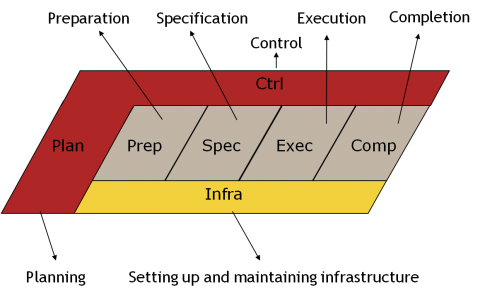 Preparation Specification Execution Completion
Control
Ctrl
Plan Prep Spec Exec Comp
Infra
Planning Setting up and maintaining infrastructure